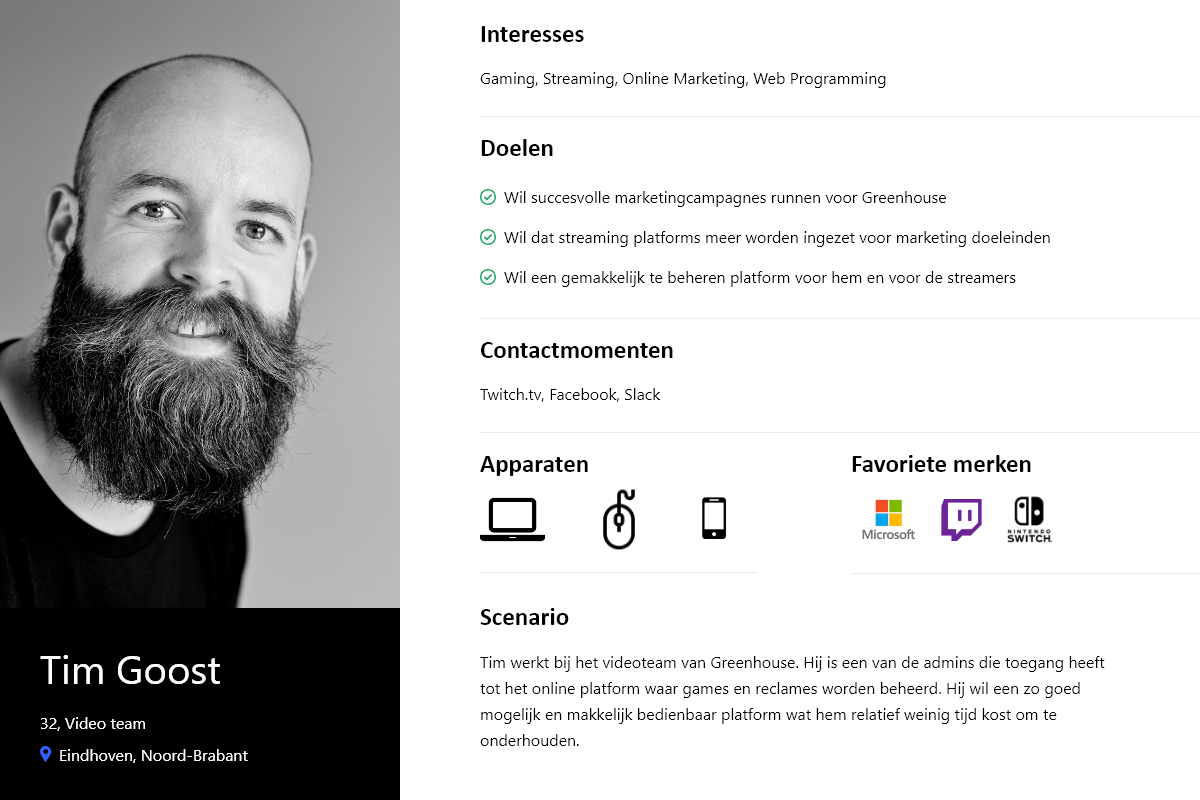 Interesses
Gaming, Streaming, Online Marketing, Web Programming
Doelen
Wil succesvolle marketingcampagnes runnen voor Greenhouse
Wil dat streaming platforms meer worden ingezet voor marketing doeleinden
Wil een gemakkelijk te beheren platform voor hem en voor de streamers
Contactmomenten
Twitch.tv, Facebook, Slack
Apparaten
Favoriete merken
Microsoft
NINTENDO
SWITCH.
Scenario
Tim werkt bij het videoteam van Greenhouse. Hij is een van de admins die toegang heeft
tot het online platform waar games en reclames worden beheerd. Hij wil een zo goed
mogelijk en makkelijk bedienbaar platform wat hem relatief weinig tijd kost om te
onderhouden.
Tim Goost
32, Video team
Eindhoven, Noord-Brabant